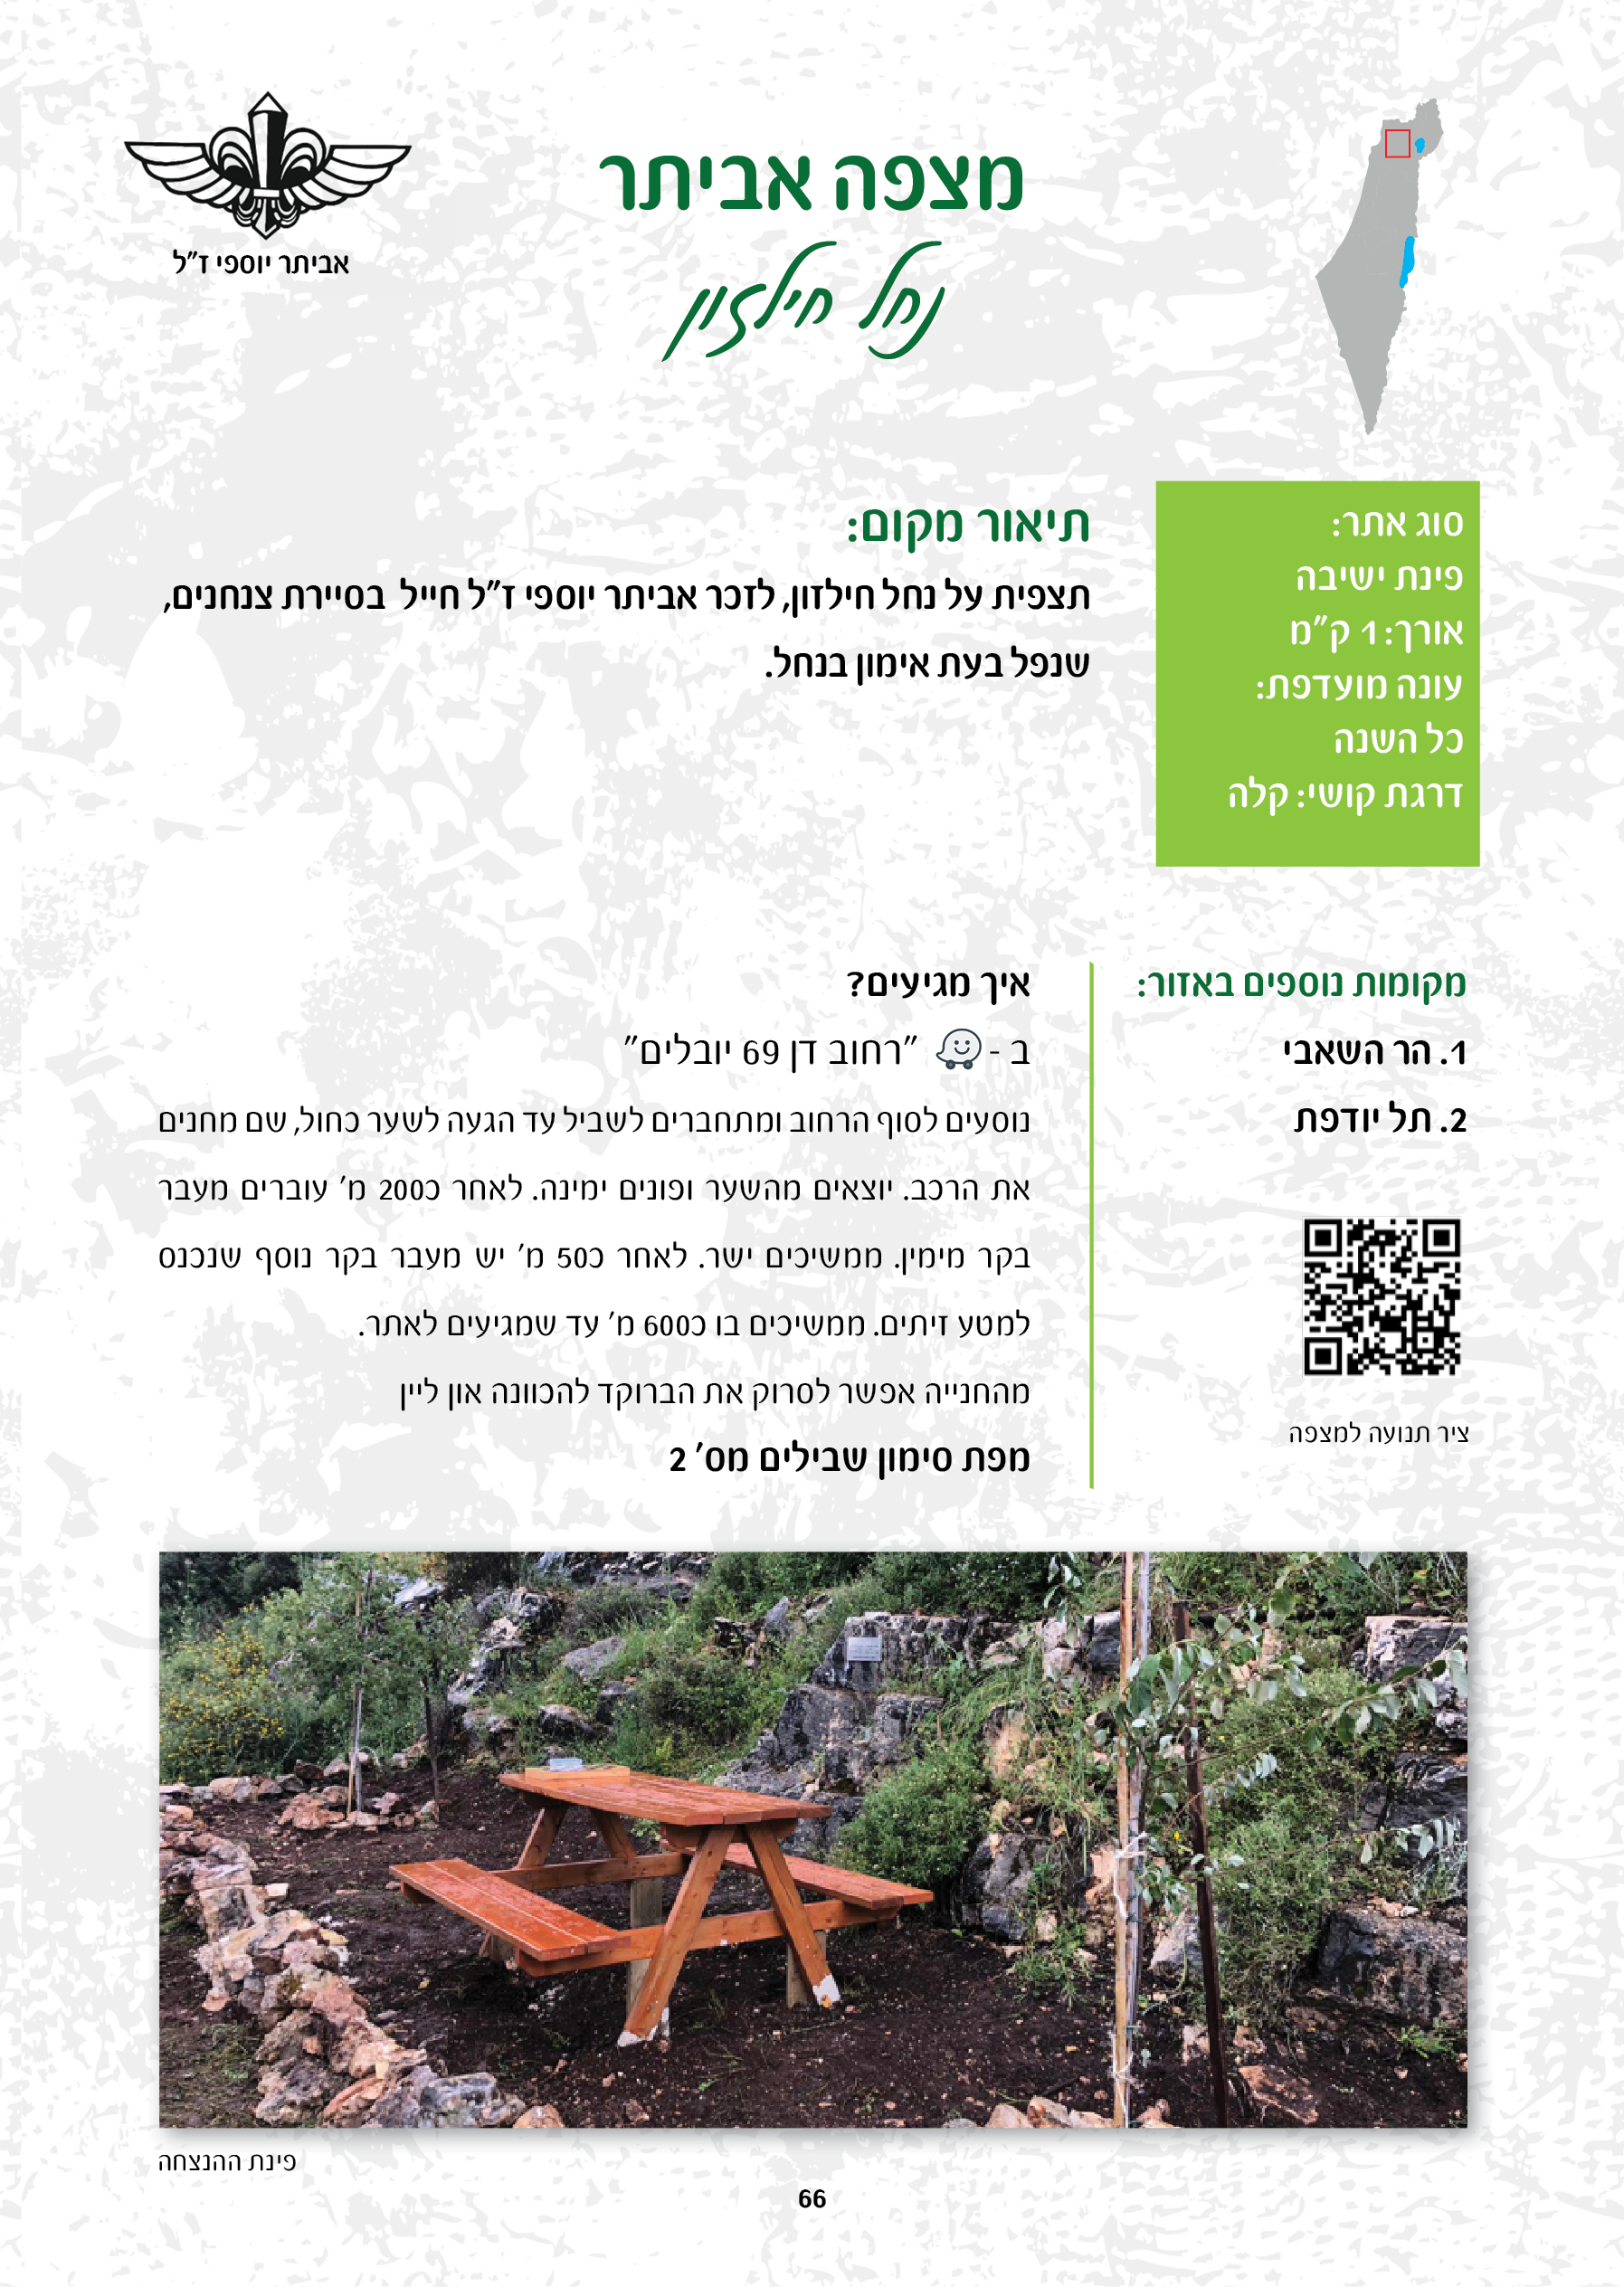 מצפה אביתר
נחל חילזון
אביתר יוספי ז"ל
סוג אתר:
פינת ישיבה
אורך: 1 ק"מ
עונה מועדפת:
כל השנה
דרגת קושי: קלה
תיאור מקום:
תצפית על נחל חילזון, לזכר אביתר יוספי ז"ל חייל בסיירת צנחנים,
שנפל בעת אימון בנחל.
מקומות נוספים באזור:
1. הר השאבי
2. תל יודפת
ציר תנועה למצפה
איך מגיעים?
ב - "רחוב דן 69 יובלים"
נוסעים לסוף הרחוב ומתחברים לשביל עד הגעה לשער כחול, שם מחנים
את הרכב. יוצאים מהשער ופונים ימינה. לאחר כ200 מ' עוברים מעבר
בקר מימין. ממשיכים ישר. לאחר כ50 מ' יש מעבר בקר נוסף שנכנס
למטע זיתים. ממשיכים בו כ600 מ' עד שמגיעים לאתר.
מהחנייה אפשר לסרוק את הברוקד להכוונה און ליין
מפת סימון שבילים מס' 2
פינת ההנצחה
66